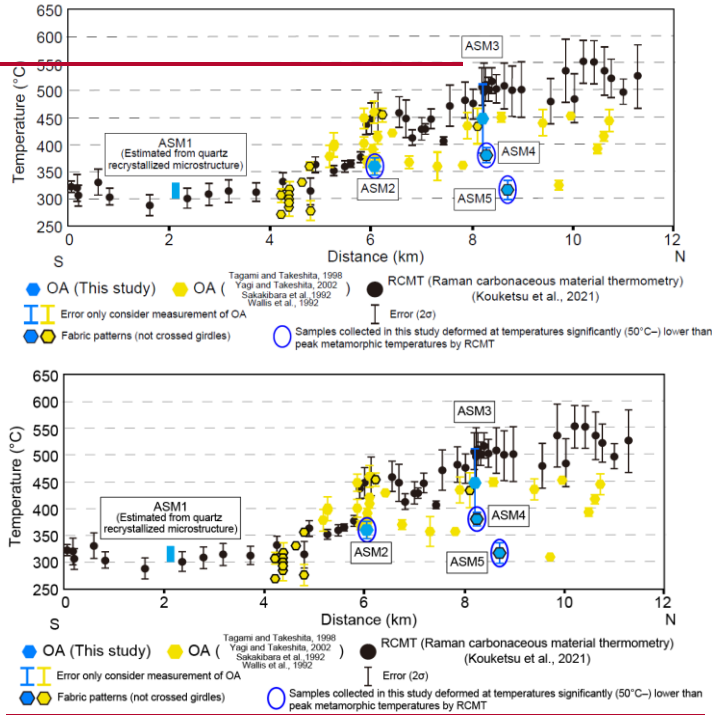 650
600
550
500
450
400
350
300
250
Temperature (°C)
ASM3
ASM1
(Estimated from quartz
recrystallized microstructure)
ASM4
ASM2
ASM5
0 2 4 6 8 10 12
S Distance (km) N
OA (This study) OA ( Tagami and Takeshita, 1998
Yagi and Takeshita, 2002
Sakakibara et al.,1992
Wallis et al., 1992 ) RCMT (Raman carbonaceous material thermometry)
(Kouketsu et al., 2021)
Error only consider measurement of OA Error (2σ)
Fabric patterns (not crossed girdles) Samples collected in this study deformed at temperatures significantly (50°C–) lower than
peak metamorphic temperatures by RCMT
650
600
550
500
450
400
350
300
250
Temperature (°C)
ASM3
ASM1
(Estimated from quartz
recrystallized microstructure)
ASM4
ASM2
ASM5
0 2 4 6 8 10 12
S Distance (km) N
OA (This study) OA ( Tagami and Takeshita, 1998
Yagi and Takeshita, 2002
Sakakibara et al.,1992
Wallis et al., 1992 ) RCMT (Raman carbonaceous material thermometry)
(Kouketsu et al., 2021)
Error only consider measurement of OA Error (2σ)
Fabric patterns (not crossed girdles) Samples collected in this study deformed at temperatures significantly (50°C–) lower than
peak metamorphic temperatures by RCMT